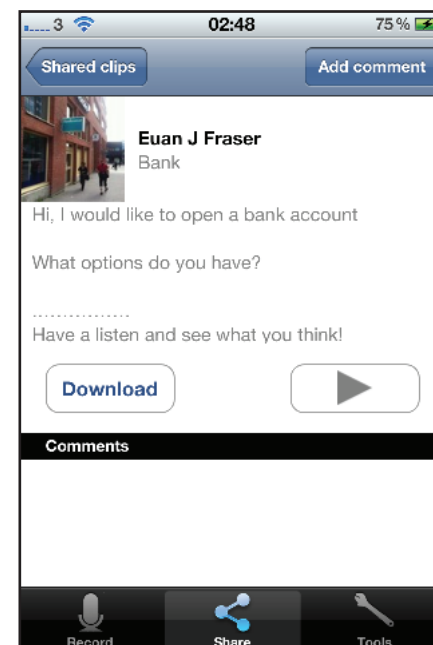 3 02:48 75%
Shared clips Add comment
Euan J Fraser
Bank
Hi, I would like to open a bank account
What options do you have?
...............
Have a listen and see what you think!
Download
Comments
Record Share Tools